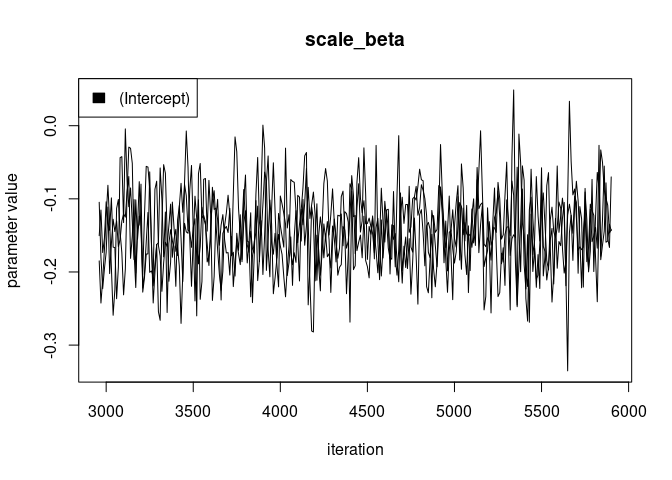 scale_beta
(Intercept)
0.0
-0.1
-0.2
-0.3
parameter value
3000 3500 4000 4500 5000 5500 6000
iteration